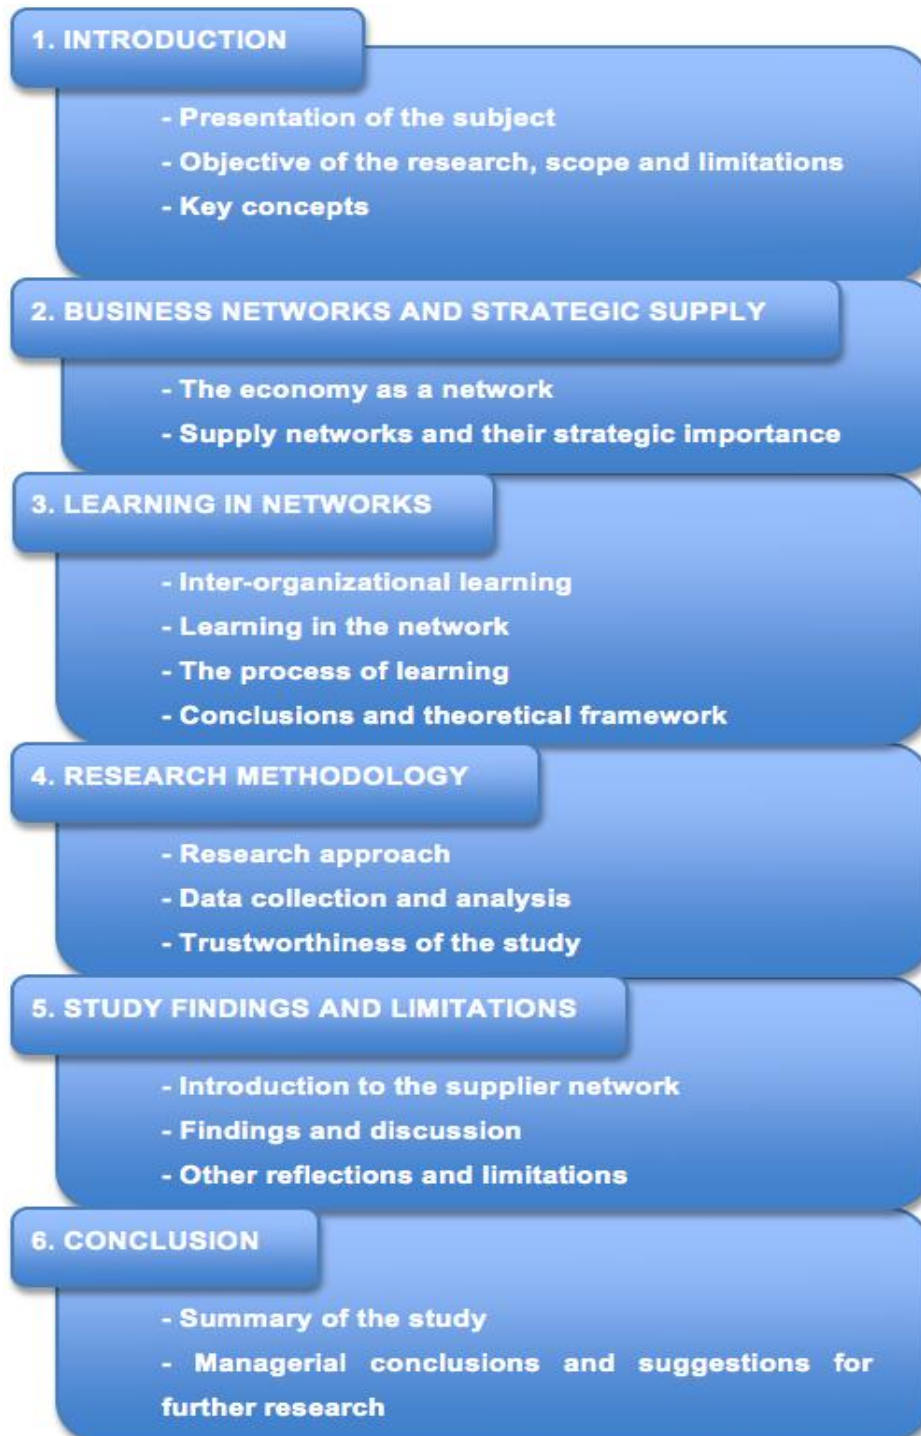 1. INTRODUCTION
- Presentation of the subject
- Objective of the research, scope and limitations
- Key concepts
2. BUSINESS NETWORKS AND STRATEGIC SUPPLY
- The economy as a network
- Supply networks and their strategic importance
3. LEARNING IN NETWORKS
- Inter-organizational learning
- Learning in the network
- The process of learning
- Conclusions and theoretical framework
4. RESEARCH METHODOLOGY
- Research approach
- Data collection and analysis
- Trustworthiness of the study
5. STUDY FINDINGS AND LIMITATIONS
- Introduction to the supplier network
- Findings and discussion
- Other reflections and limitations
6. CONCLUSION
- Summary of the study
- Managerial conclusions and suggestions for
further research